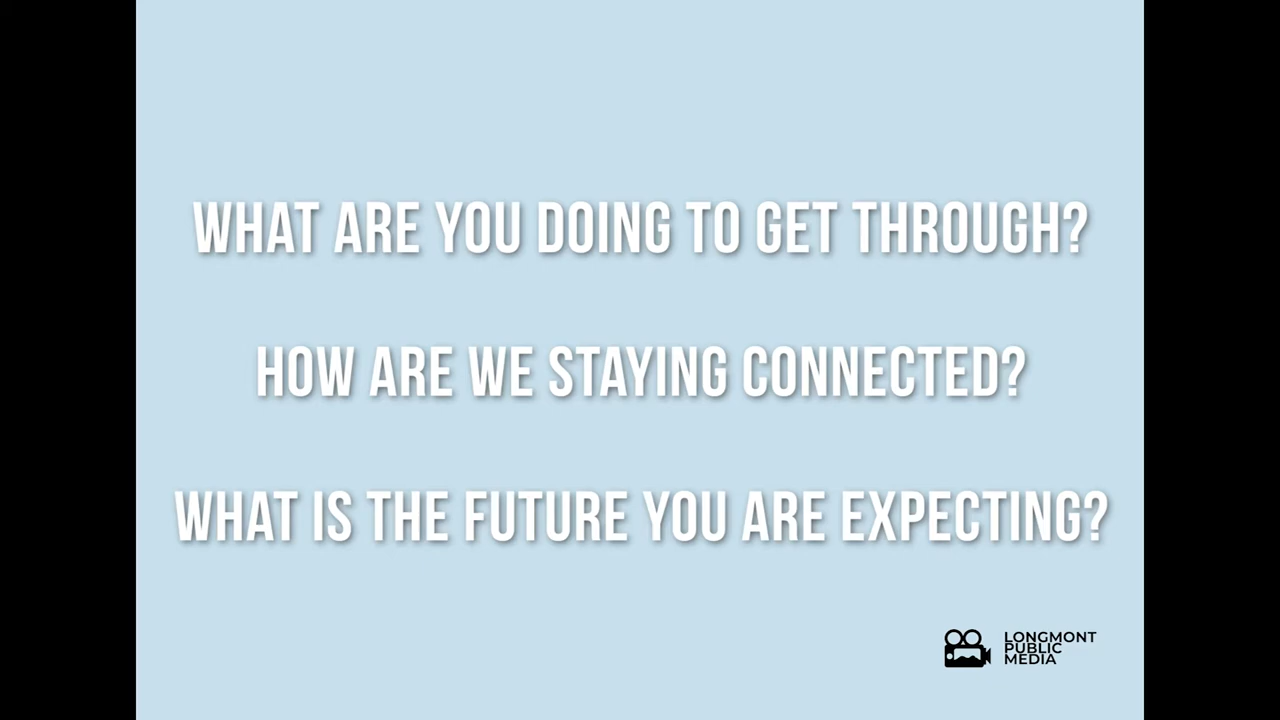 WHAT ARE YOU DOING TO GET THROUGH?
HOW ARE WE STAYING CONNECTED?
WHAT IS THE FUTURE YOU ARE EXPECTING?
LONGMONT
PUBLIC
MEDIA